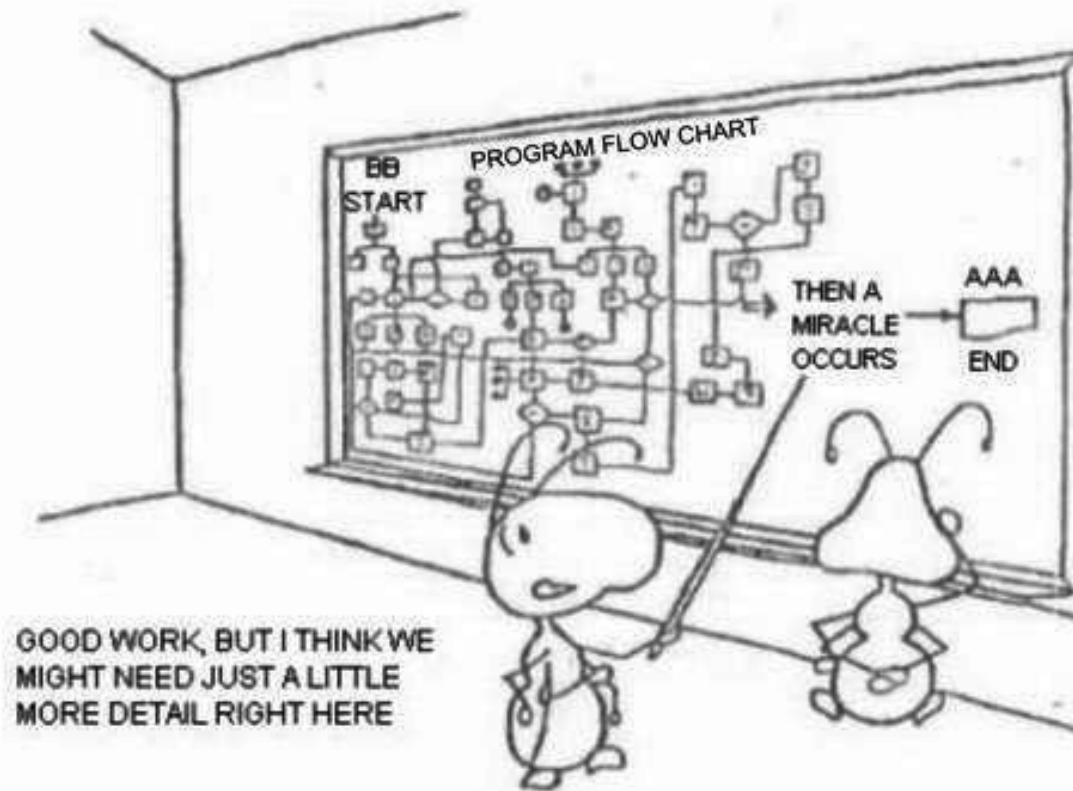 PROGRAM FLOW CHART
BB
START
THEN A
MIRACLE
OCCURS
AAA
END
GOOD WORK, BUT I THINK WE
MIGHT NEED JUST A LITTLE
MORE DETAIL RIGHT HERE